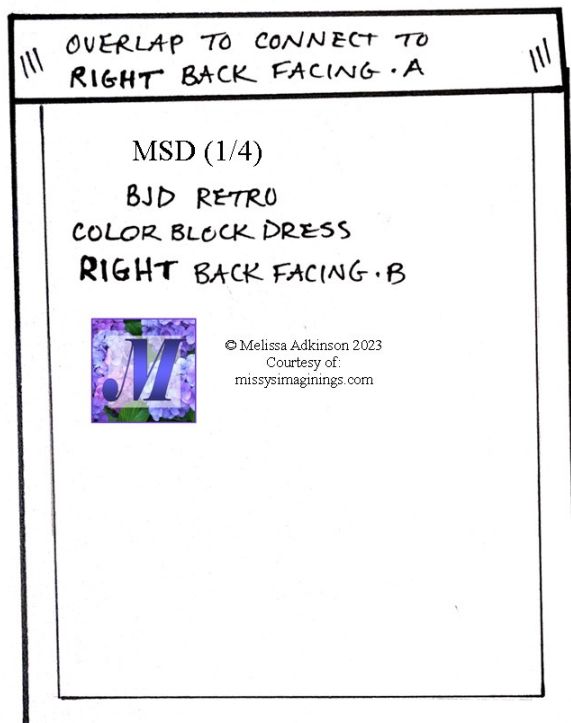 OVERLAP TO CONNECT TO
RIGHT BACK FACING · A
MSD (1/4)
BJD RETRO
COLOR BLOCK DRESS
RIGHT BACK FACING · B
M
© Melissa Adkinson 2023
Courtesy of:
missysimaginings.com